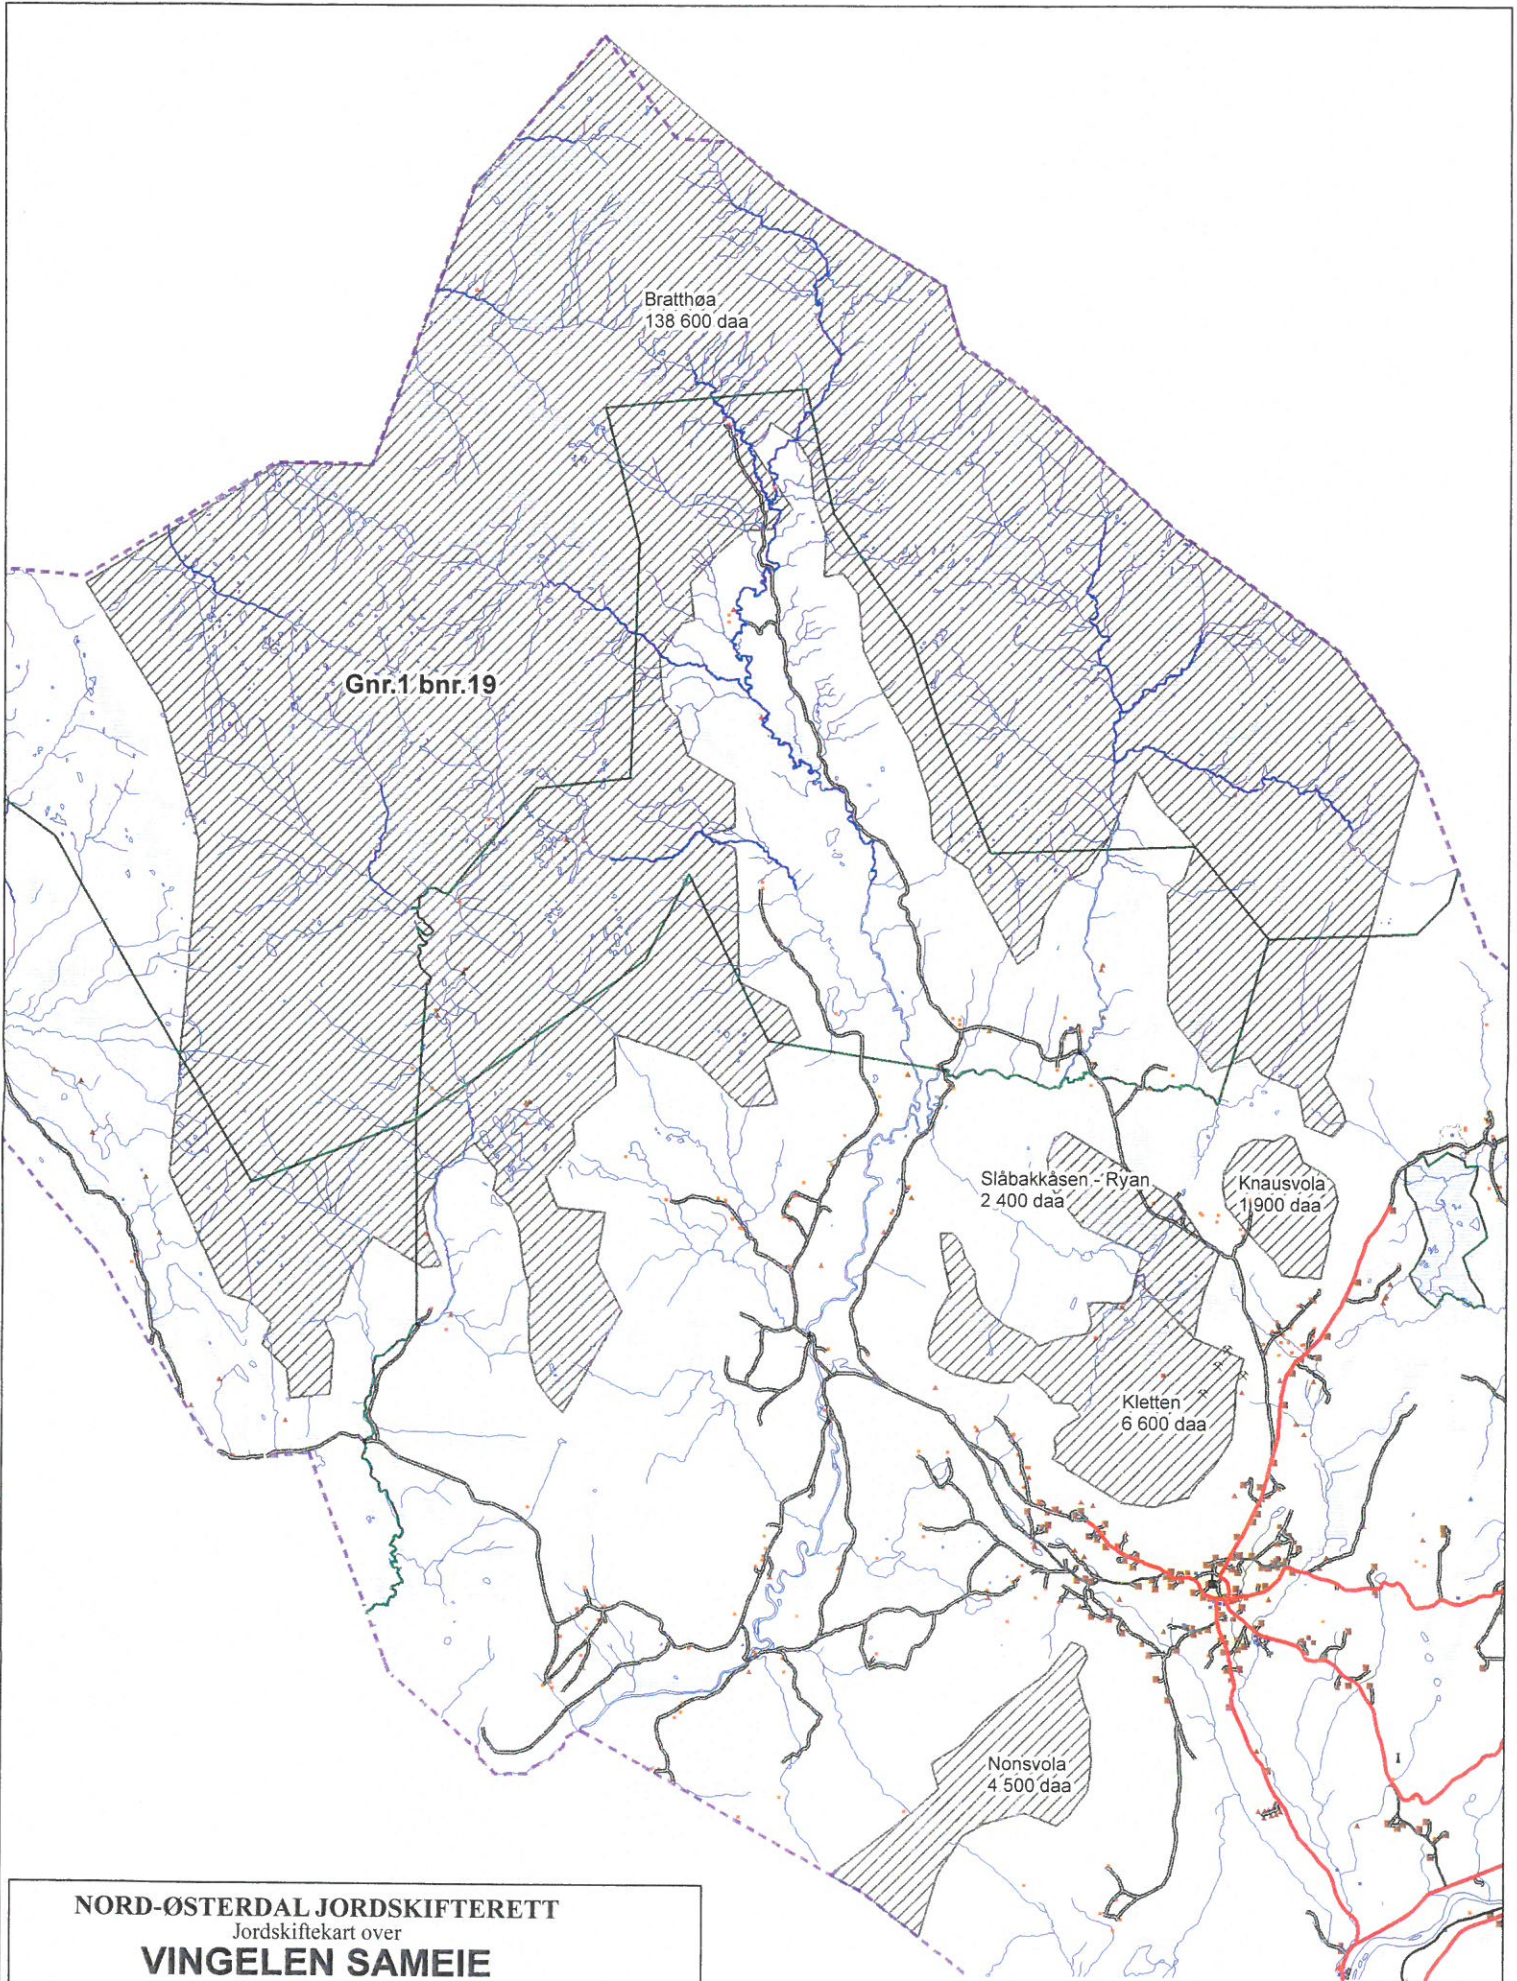 Bratthøa
138 600 daa
Gnr.1 bnr.19
Slåbakkåsen - Ryan
2 400 daa
Knausvola
1 900 daa
Kletten
6 600 daa
Nonsvola
4 500 daa
I
NORD-ØSTERDAL JORDSKIFTERETT
Jordskiftekart over
VINGELEN SAMEIE